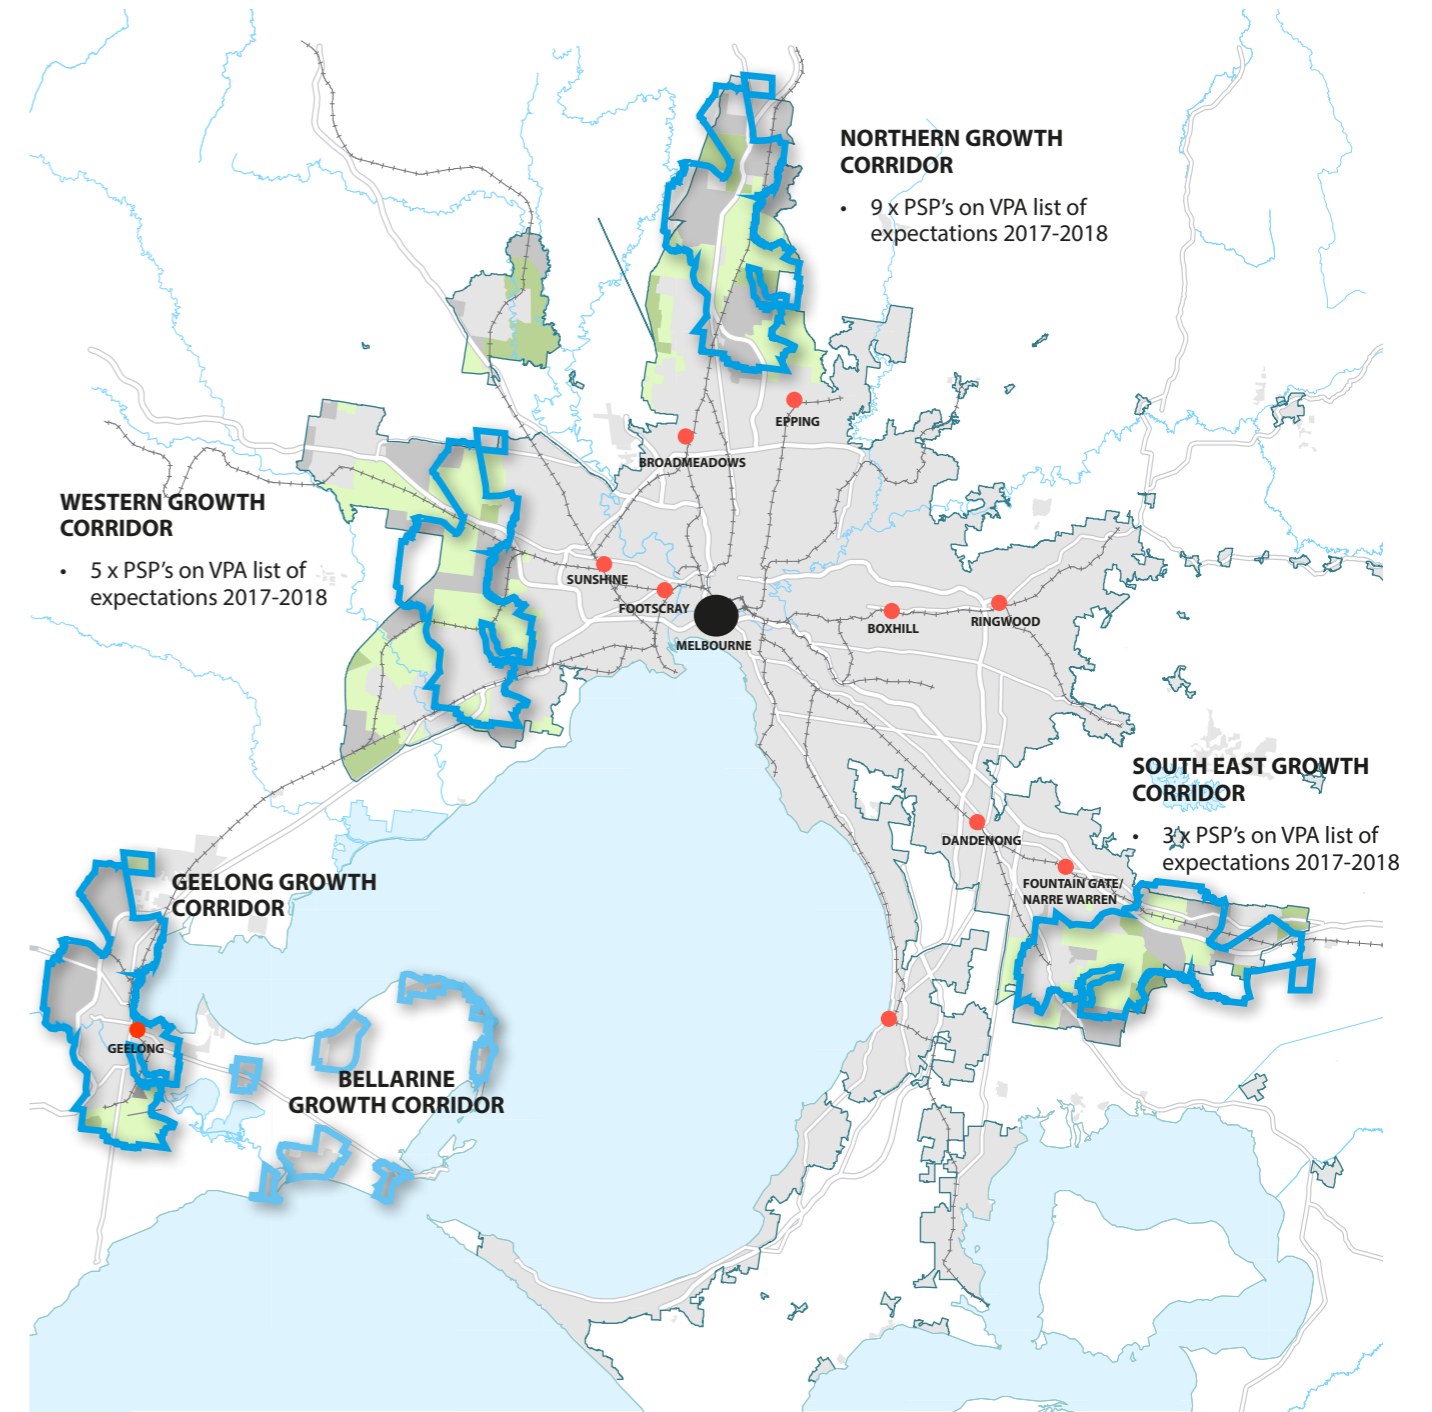 NORTHERN GROWTH
CORRIDOR
• 9 x PSP's on VPA list of
expectations 2017-2018
EPPING
BROADMEADOWS
WESTERN GROWTH
CORRIDOR
• 5 x PSP's on VPA list of
expectations 2017-2018
SUNSHINE
FOOTSCRAY
MELBOURNE
BOXHILL
RINGWOOD
SOUTH EAST GROWTH
CORRIDOR
• 3 x PSP's on VPA list of
expectations 2017-2018
DANDENONG
FOUNTAIN GATE/
NARRE WARREN
GEELONG GROWTH
CORRIDOR
GEELONG
BELLARINE
GROWTH CORRIDOR